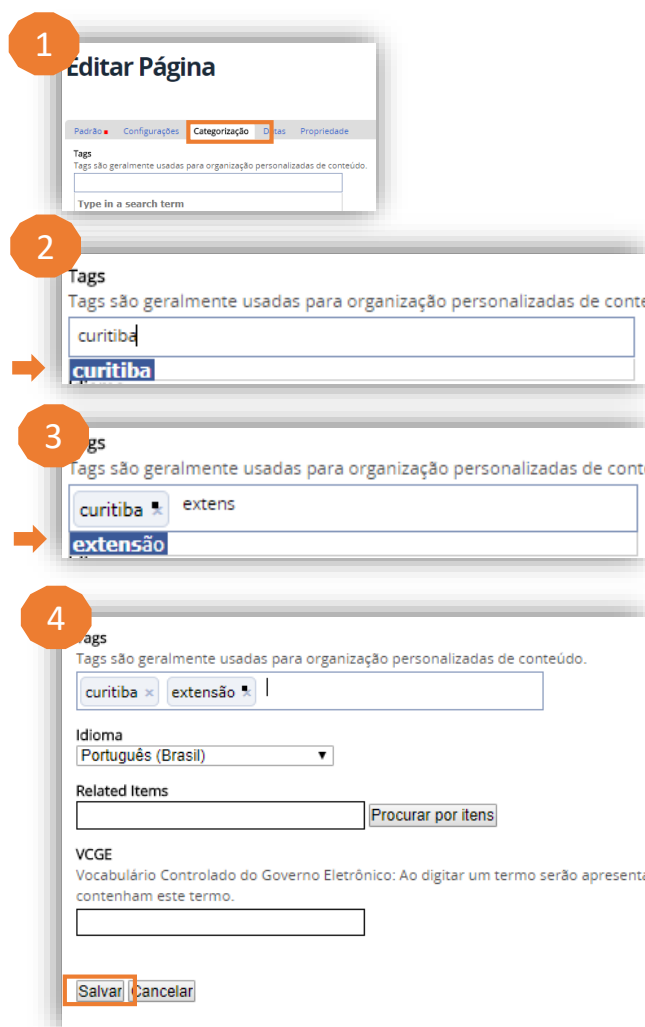 1
Editar Página
Padrão Configurações Categorização Datas Propriedade
Tags
Tags são geralmente usadas para organização personalizadas de conteúdo.
Type in a search term
2
Tags
Tags são geralmente usadas para organização personalizadas de conte
curitiba
curitiba
3
Tags são geralmente usadas para organização personalizadas de cont
curitiba extens
extensão
4
Tags
Tags são geralmente usadas para organização personalizadas de conteúdo.
curitiba × extensão ×
Idioma
Português (Brasil)
Related Items
Procurar por itens
VCGE
Vocabulário Controlado do Governo Eletrônico: Ao digitar um termo serão apresenta
contenham este termo.
Salvar Cancelar